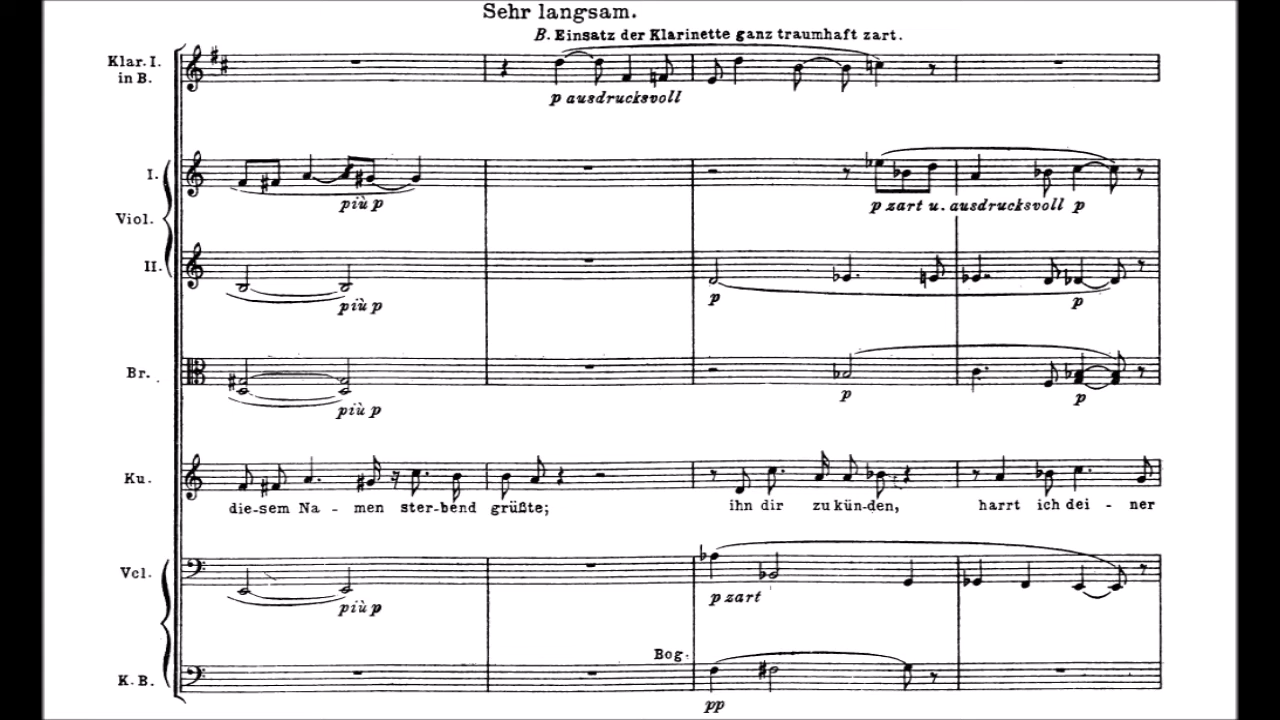 Sehr langsam.
B. Einsatz der Klarinette ganz traumhaft zart.
Klar. I.
in B.
p ausdrucksvoll
I.
più p
p zart u. ausdrucksvoll p
Viol.
II.
più p
p
p
Br.
più p
p
p
Ku.
die-sem Na - men ster-bend grüßte; ihn dir zu kün-den, harrt ich dei - ner
Vcl.
più p
p zart
Bog.
K. B.
pp